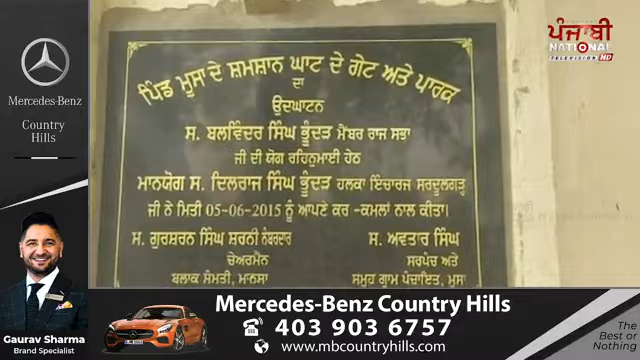 Mercedes-Benz
Country
Hills
ਪੰਜਾਬੀ
NATIONAL
TELEVISION HD
ਪਿੰਡ ਮੂਸਾ ਦੇ ਸ਼ਮਸ਼ਾਨ ਘਾਟ ਦੇ ਗੇਟ ਅਤੇ ਪਾਰਕ
ਦਾ
ਉਦਘਾਟਨ
ਸ. ਬਲਵਿੰਦਰ ਸਿੰਘ ਭੂੰਦੜ ਮੈਂਬਰ ਰਾਜ ਸਭਾ
ਜੀ ਦੀ ਯੋਗ ਰਹਿਨੁਮਾਈ ਹੇਠ
ਮਾਨਯੋਗ ਸ. ਦਿਲਰਾਜ ਸਿੰਘ ਭੂੰਦੜ ਹਲਕਾ ਇੰਚਾਰਜ ਸਰਦੂਲਗੜ੍ਹ
ਜੀ ਨੇ ਮਿਤੀ 05-06-2015 ਨੂੰ ਆਪਣੇ ਕਰ -ਕਮਲਾਂ ਨਾਲ ਕੀਤਾ।
ਸ. ਗੁਰਸ਼ਰਨ ਸਿੰਘ ਸ਼ਰਨੀ ਨੰਬਰਦਾਰ
ਚੇਅਰਮੈਨ
ਬਲਾਕ ਸੰਮਤੀ, ਮਾਨਸਾ
ਸ. ਅਵਤਾਰ ਸਿੰਘ
ਸਰਪੰਚ ਅਤੇ
ਸਮੂਹ ਗ੍ਰਾਮ ਪੰਚਾਇਤ, ਮੂਸਾ
Gaurav Sharma
Brand Specialist
Mercedes-Benz Country Hills
403 903 6757
www.mbcountryhills.com
The
Best or
Nothing